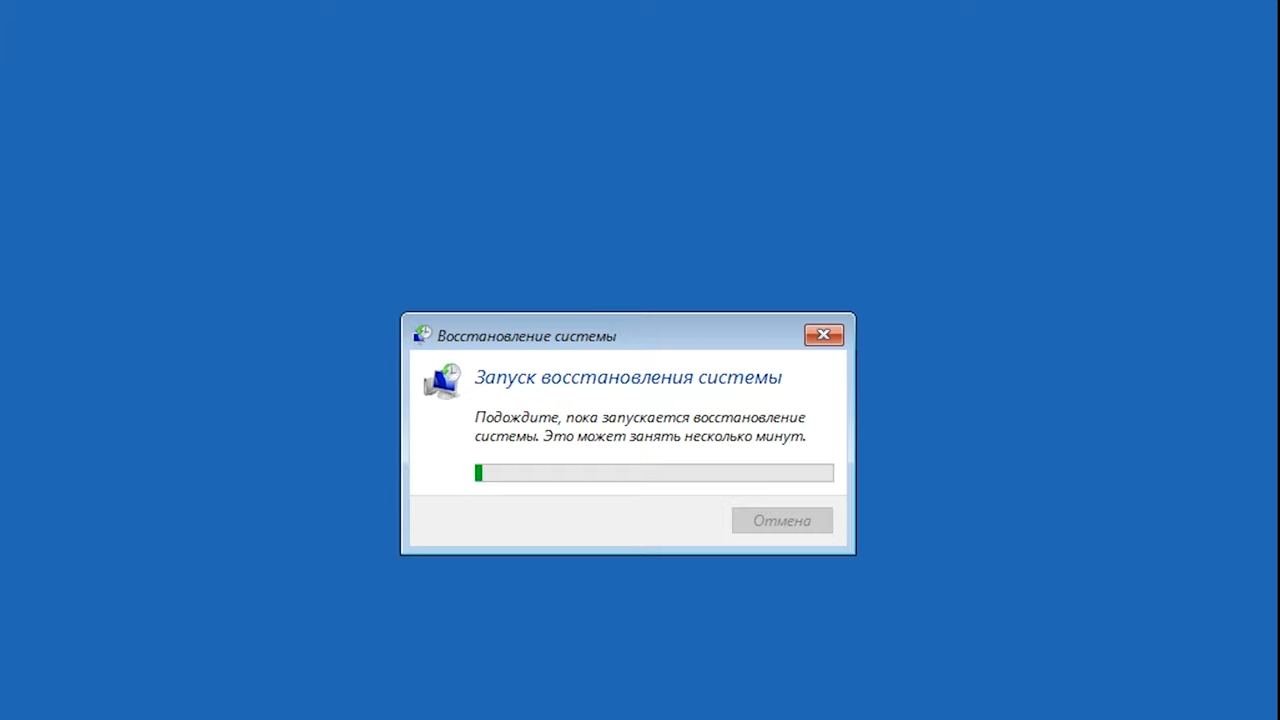 Восстановление системы
Запуск восстановления системы
Подождите, пока запускается восстановление
системы. Это может занять несколько минут.
Отмена